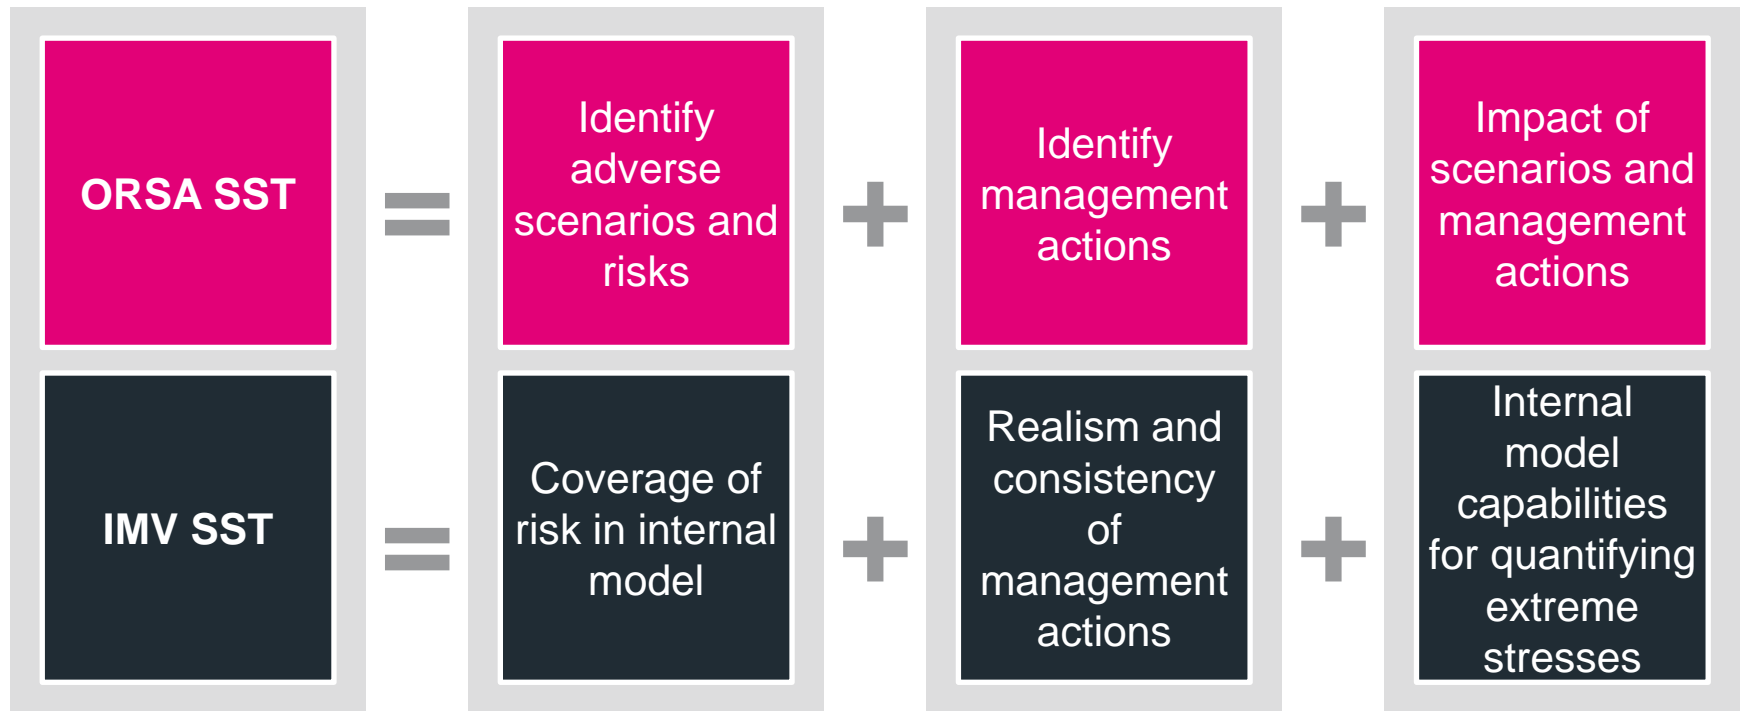 ORSA SST
=
Identify
adverse
scenarios and
risks
+
Identify
management
actions
+
Impact of
scenarios and
management
actions
IMV SST
=
Coverage of
risk in internal
model
+
Realism and
consistency
of
management
actions
+
Internal
model
capabilities
for quantifying
extreme
stresses